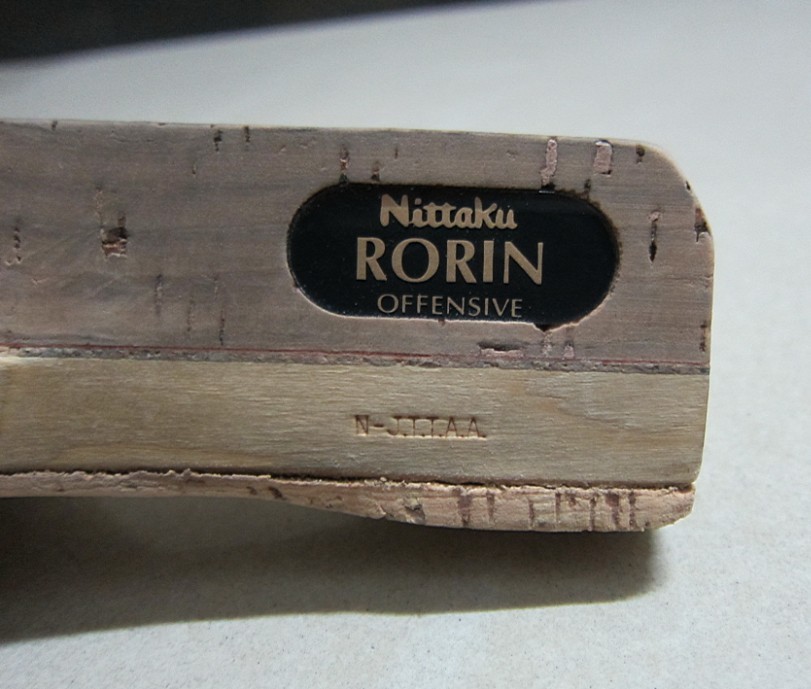 Nittaku
RORIN
OFFENSIVE
N-J.T.T.A.A.